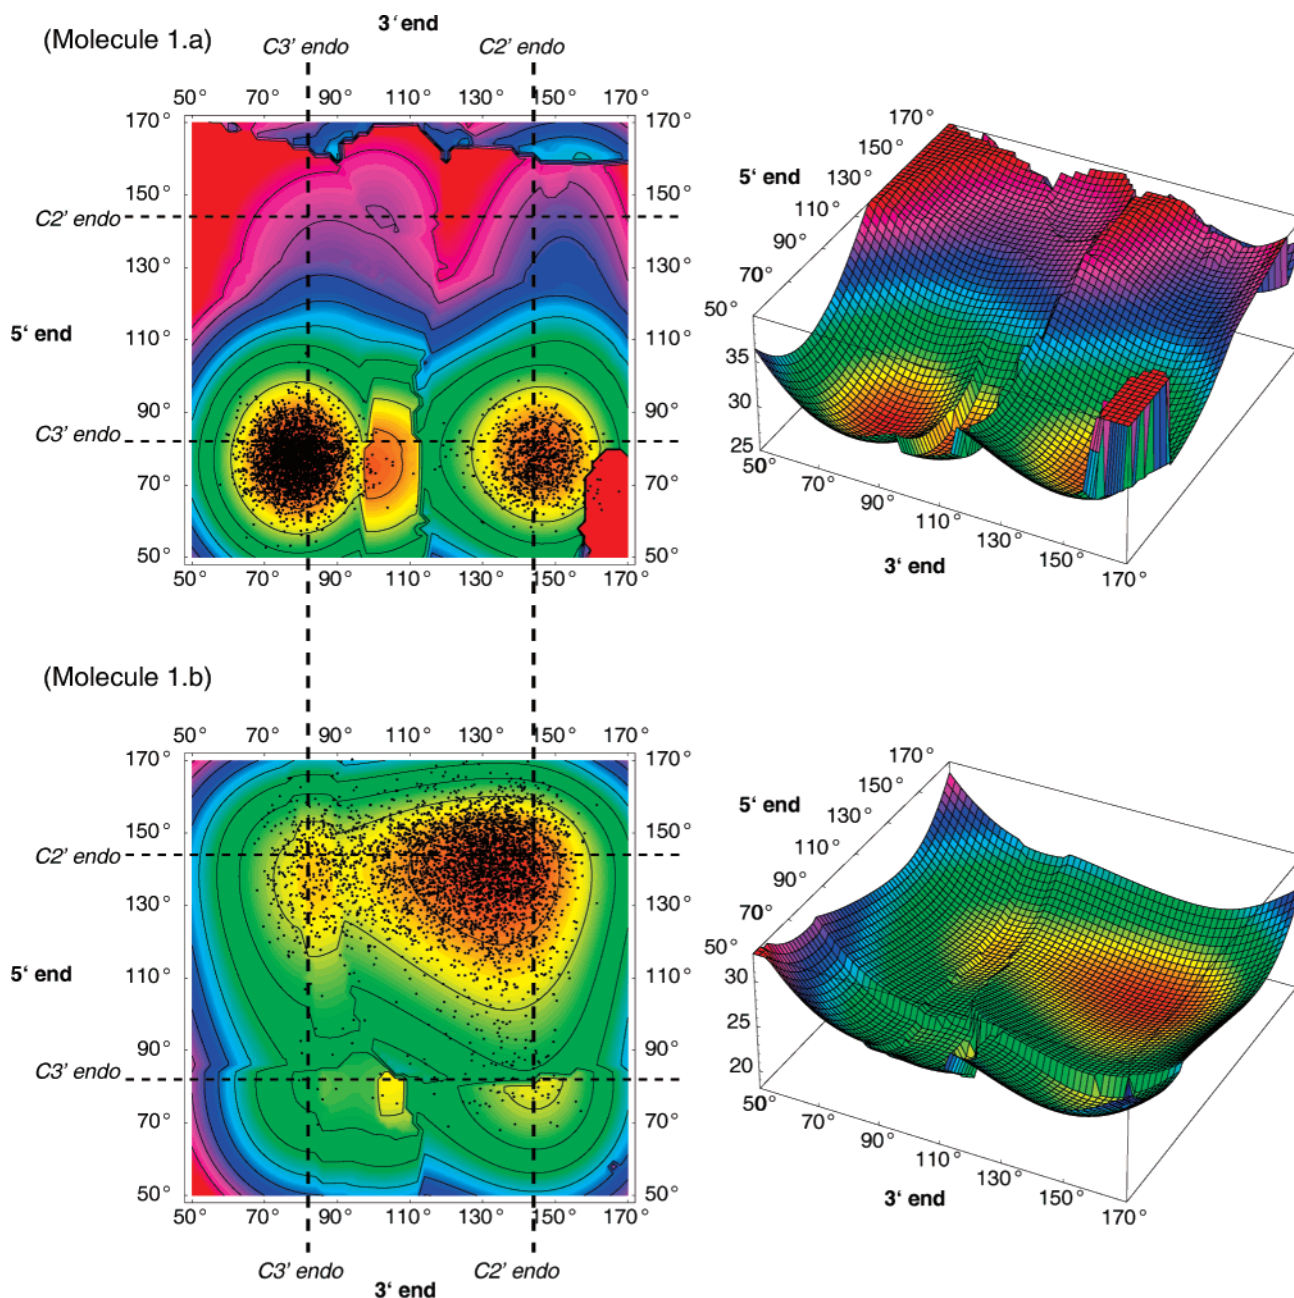 3‘ end
(Molecule 1.a)
C3’ endo C2’ endo
50° 70° 90° 110° 130° 150° 170°
170° 170°
150° 150°
C2’ endo
130° 130°
110° 110°
5‘ end
90° 90°
C3’ endo
70° 70°
50° 50°
50° 70° 90° 110° 130° 150° 170°
170°
150°
5‘ end
130°
110°
90°
70°
50°
35
30
25
50°
70°
90°
110°
130°
150°
170°
3‘ end
(Molecule 1.b)
50° 70° 90° 110° 130° 150° 170°
170° 170°
150° 150°
C2’ endo
130° 130°
110° 110°
5‘ end
90° 90°
C3’ endo
70° 70°
50° 50°
50° 70° 90° 110° 130° 150° 170°
C3’ endo C2’ endo
3‘ end
170°
150°
5‘ end
130°
110°
90°
70°
50°
30
25
20
50°
70°
90°
110°
130°
150°
170°
3‘ end